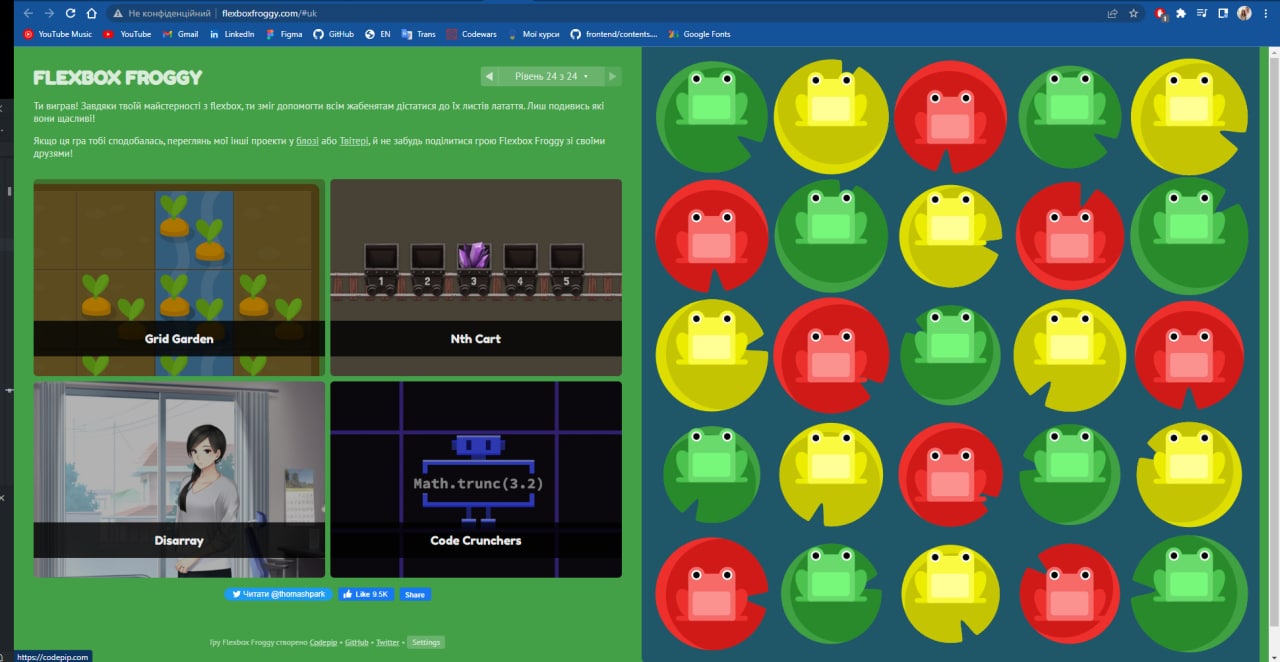 Не конфіденційний | flexboxfroggy.com/#uk
YouTube Music YouTube Gmail LinkedIn Figma GitHub EN Trans Codewars Мої курси frontend/contents.... Google Fonts
FLEXBOX FROGGY
Рівень 24 з 24
Ти виграв! Завдяки твоїй майстерності з flexbox, ти зміг допомогти всім жабенятам дістатися до їх листів латаття. Лиш подивись які
вони щасливі!
Якщо ця гра тобі сподобалась, переглянь мої інші проекти у блозі або Твітері, й не забудь поділитися грою Flexbox Froggy зі своїми
друзями!
1 2 3 4 5
Grid Garden
Nth Cart
Math.trunc(3.2)
Disarray
Code Crunchers
Читати @thomashpark
Like 9.5K
Share
Гру Flexbox Froggy створено Codepip • GitHub • Twitter • Settings
https://codepip.com